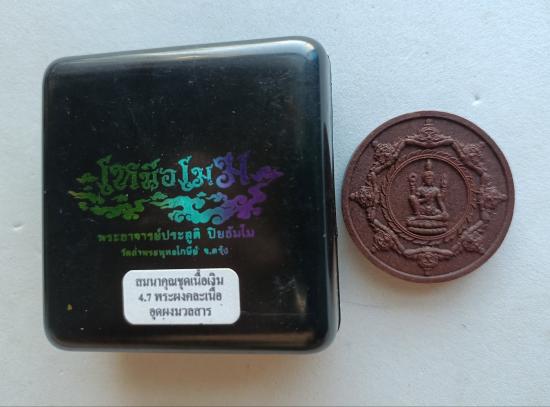 เหนือโมษ
พระอาจารย์ประสูติ ปิยธัมโม
วัดถ้ำพระพุทธโกษีย์ จ.ตรัง
สมนาคุณชุดเนื้อเงิน
4.7 พระผงคละเนื้อ
อุดผงมวลสาร